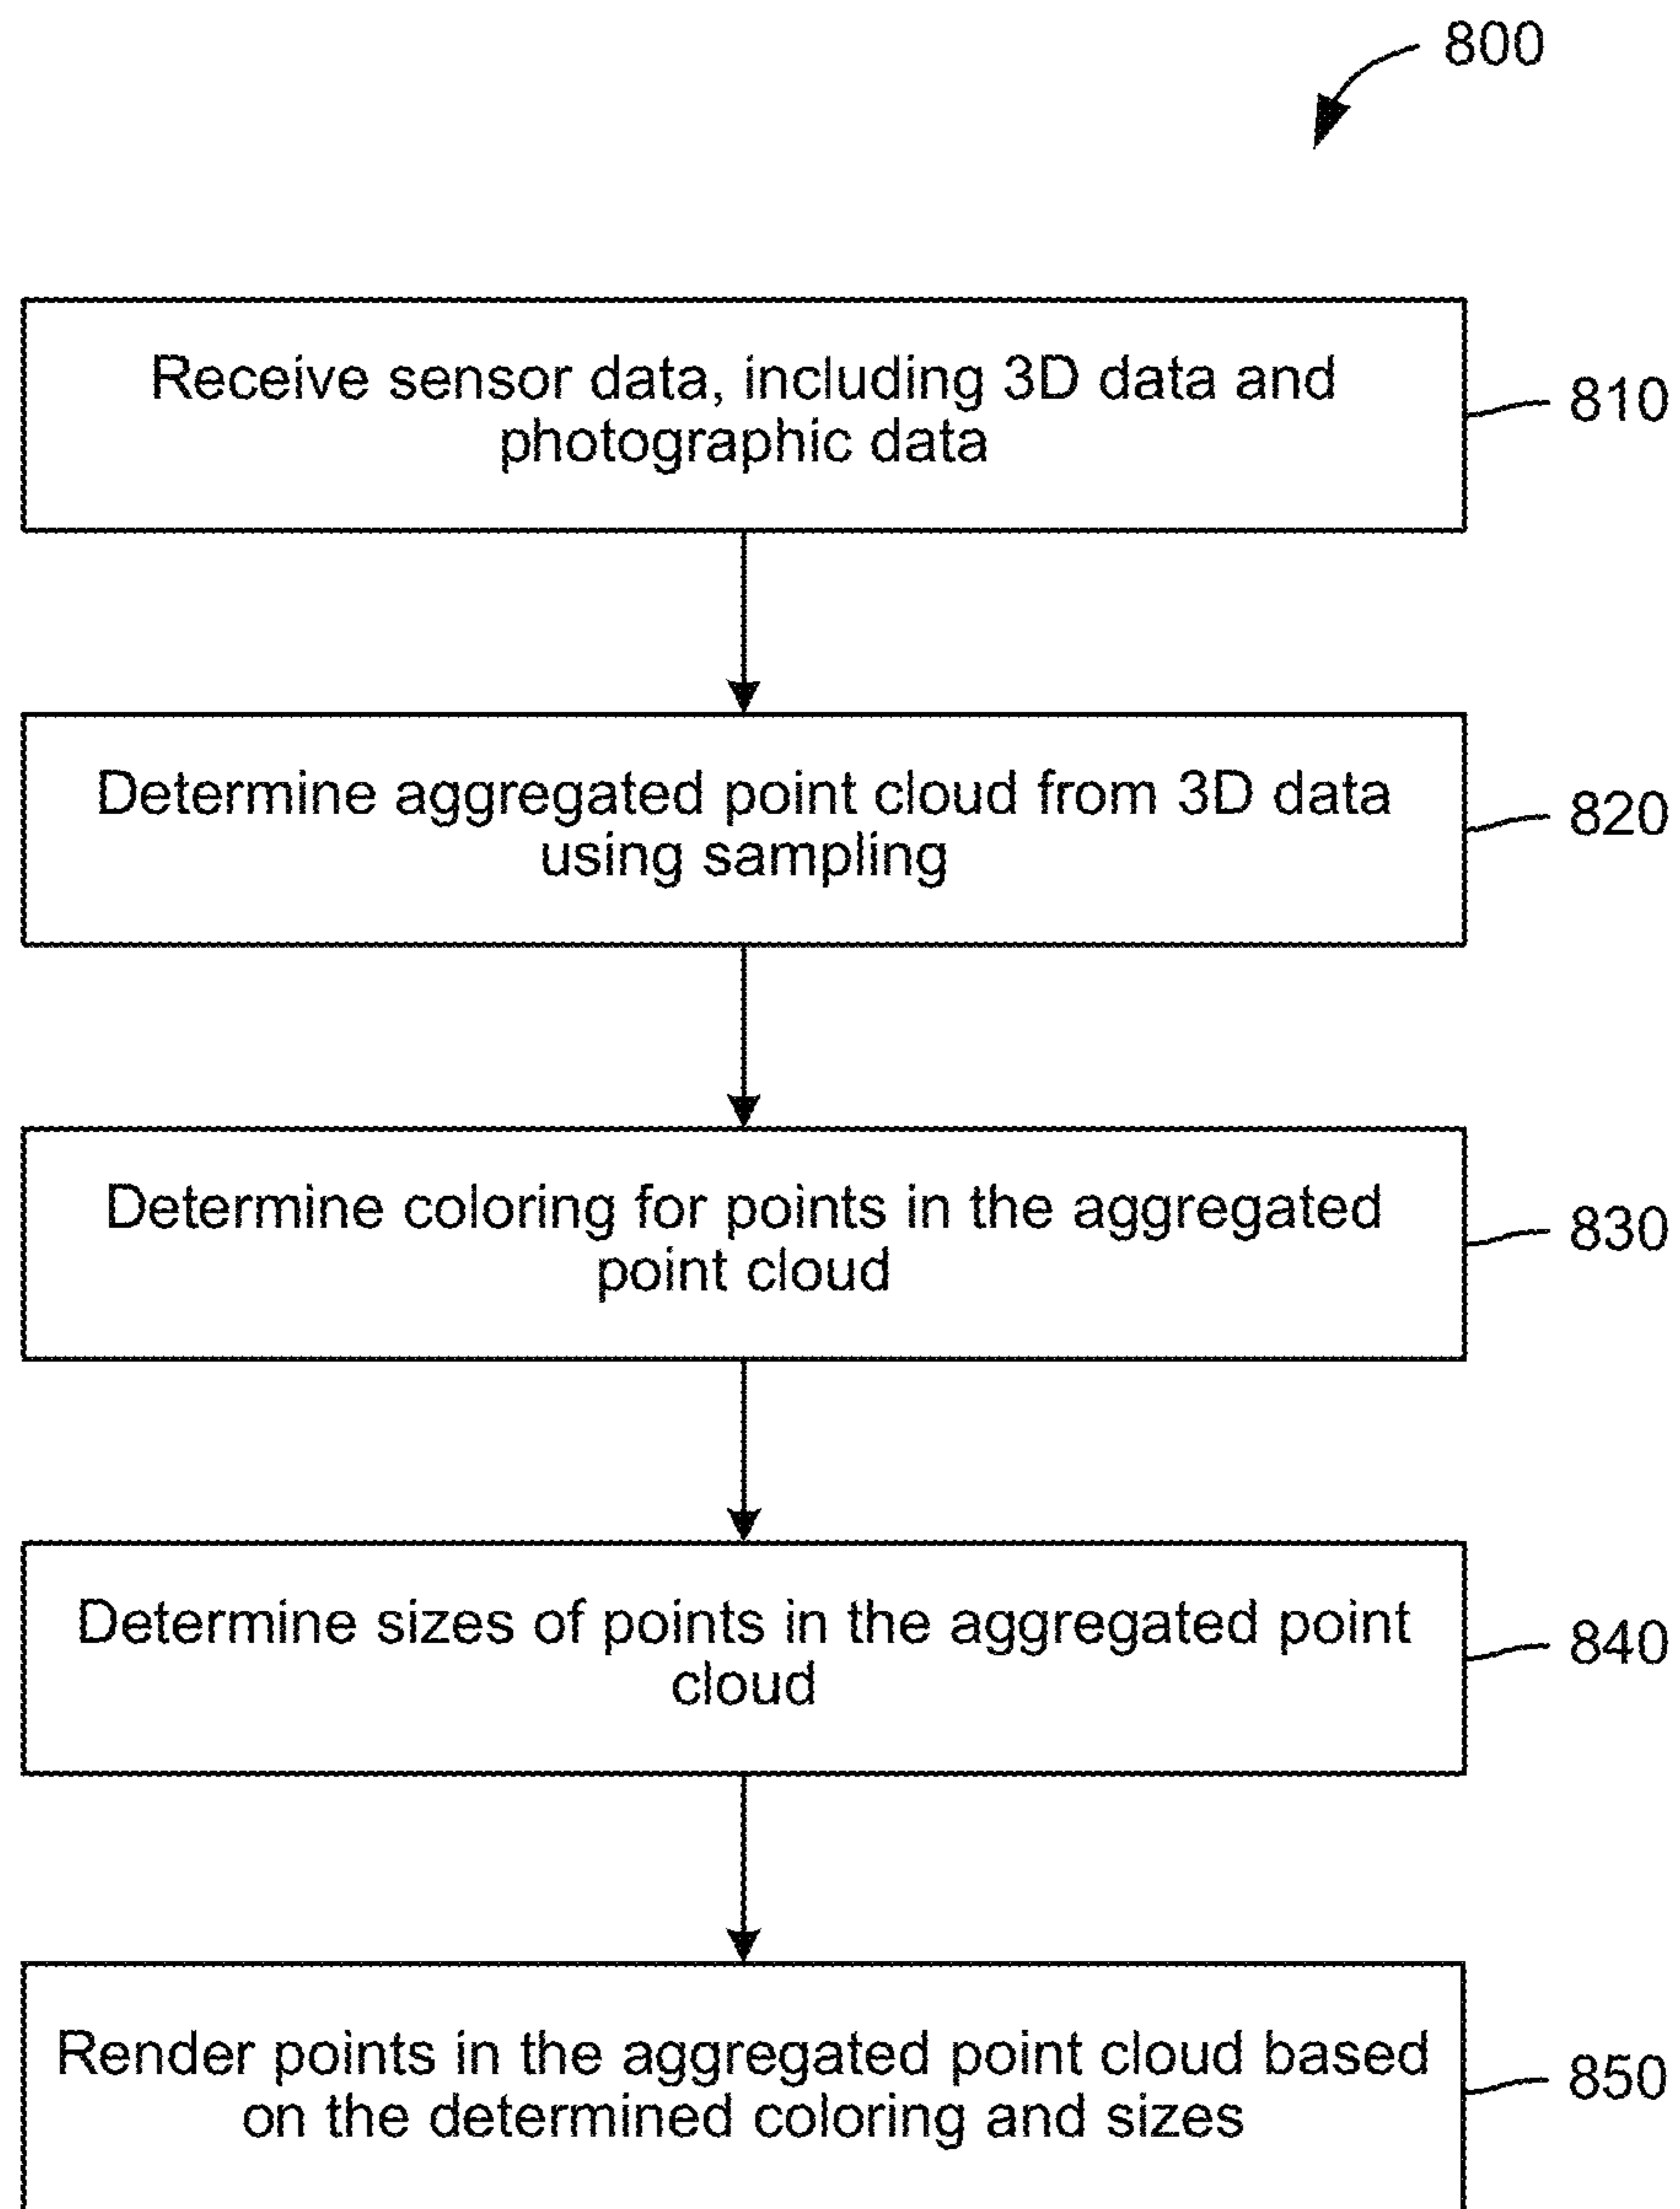 800
Receive sensor data, including 3D data and
photographic data
810
Determine aggregated point cloud from 3D data
using sampling
820
Determine coloring for points in the aggregated
point cloud
830
Determine sizes of points in the aggregated point
cloud
840
Render points in the aggregated point cloud based
on the determined coloring and sizes
850